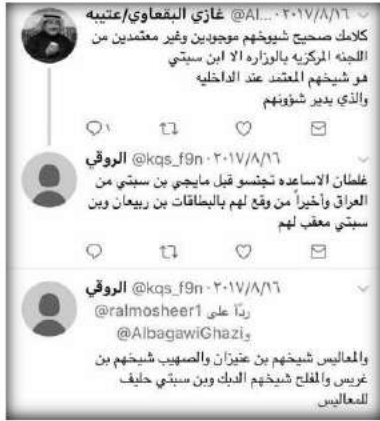 غازي البقعاوي/عتيبه @Al... · ٢٠١٧/٨/١٦
كلامك صحيح شيوخهم موجودين وغير معتمدين من
اللجنه المركزيه بالوزاره الا ابن سبتي
هو شيخهم المعتمد عند الداخليه
والذي يدير شؤونهم
١
الروقي @kqs_f9n · ٢٠١٧/٨/١٦
غلطان الاساعده تجنسو قبل مايجي بن سبتي من
العراق وأخيراً من وقع لهم بالبطاقات بن ربيعان وبن
سبتي معقب لهم
الروقي @kqs_f9n · ٢٠١٧/٨/١٦
ردّاً على @ralmosheer1
و@AlbagawiGhazi
والمعاليس شيخهم بن عنيزان والصهيب شيخهم بن
غريس والمفلح شيخهم الدبك وبن سبتي حليف
للمعاليس